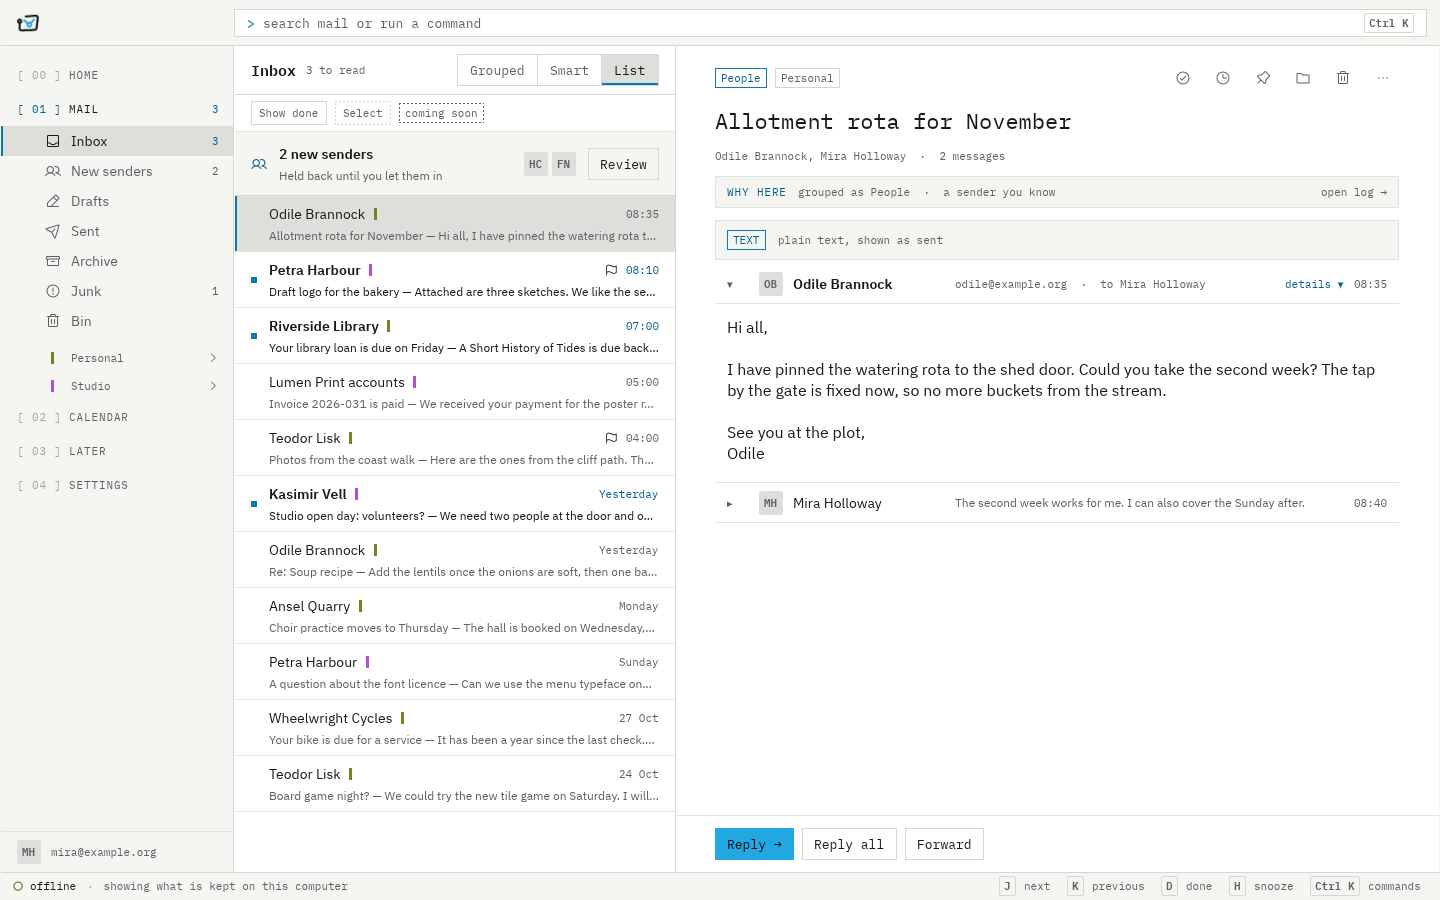 > search mail or run a command
Ctrl K
[ 00 ] HOME
[ 01 ] MAIL 3
Inbox 3
New senders 2
Drafts
Sent
Archive
Junk 1
Bin
Personal
Studio
[ 02 ] CALENDAR
[ 03 ] LATER
[ 04 ] SETTINGS
MH mira@example.org
Inbox 3 to read
Grouped Smart List
Show done Select coming soon
2 new senders
Held back until you let them in
HC FN Review
Odile Brannock 08:35
Allotment rota for November — Hi all, I have pinned the watering rota t…
Petra Harbour 08:10
Draft logo for the bakery — Attached are three sketches. We like the se…
Riverside Library 07:00
Your library loan is due on Friday — A Short History of Tides is due back…
Lumen Print accounts 05:00
Invoice 2026-031 is paid — We received your payment for the poster r…
Teodor Lisk 04:00
Photos from the coast walk — Here are the ones from the cliff path. Th…
Kasimir Vell Yesterday
Studio open day: volunteers? — We need two people at the door and o…
Odile Brannock Yesterday
Re: Soup recipe — Add the lentils once the onions are soft, then one ba…
Ansel Quarry Monday
Choir practice moves to Thursday — The hall is booked on Wednesday,…
Petra Harbour Sunday
A question about the font licence — Can we use the menu typeface on…
Wheelwright Cycles 27 Oct
Your bike is due for a service — It has been a year since the last check.…
Teodor Lisk 24 Oct
Board game night? — We could try the new tile game on Saturday. I will…
People Personal
Allotment rota for November
Odile Brannock, Mira Holloway · 2 messages
WHY HERE grouped as People · a sender you know open log →
TEXT plain text, shown as sent
▾ OB Odile Brannock odile@example.org · to Mira Holloway details ▾ 08:35
Hi all,
I have pinned the watering rota to the shed door. Could you take the second week? The tap
by the gate is fixed now, so no more buckets from the stream.
See you at the plot,
Odile
▸ MH Mira Holloway The second week works for me. I can also cover the Sunday after. 08:40
Reply → Reply all Forward
offline · showing what is kept on this computer
J next K previous D done H snooze Ctrl K commands